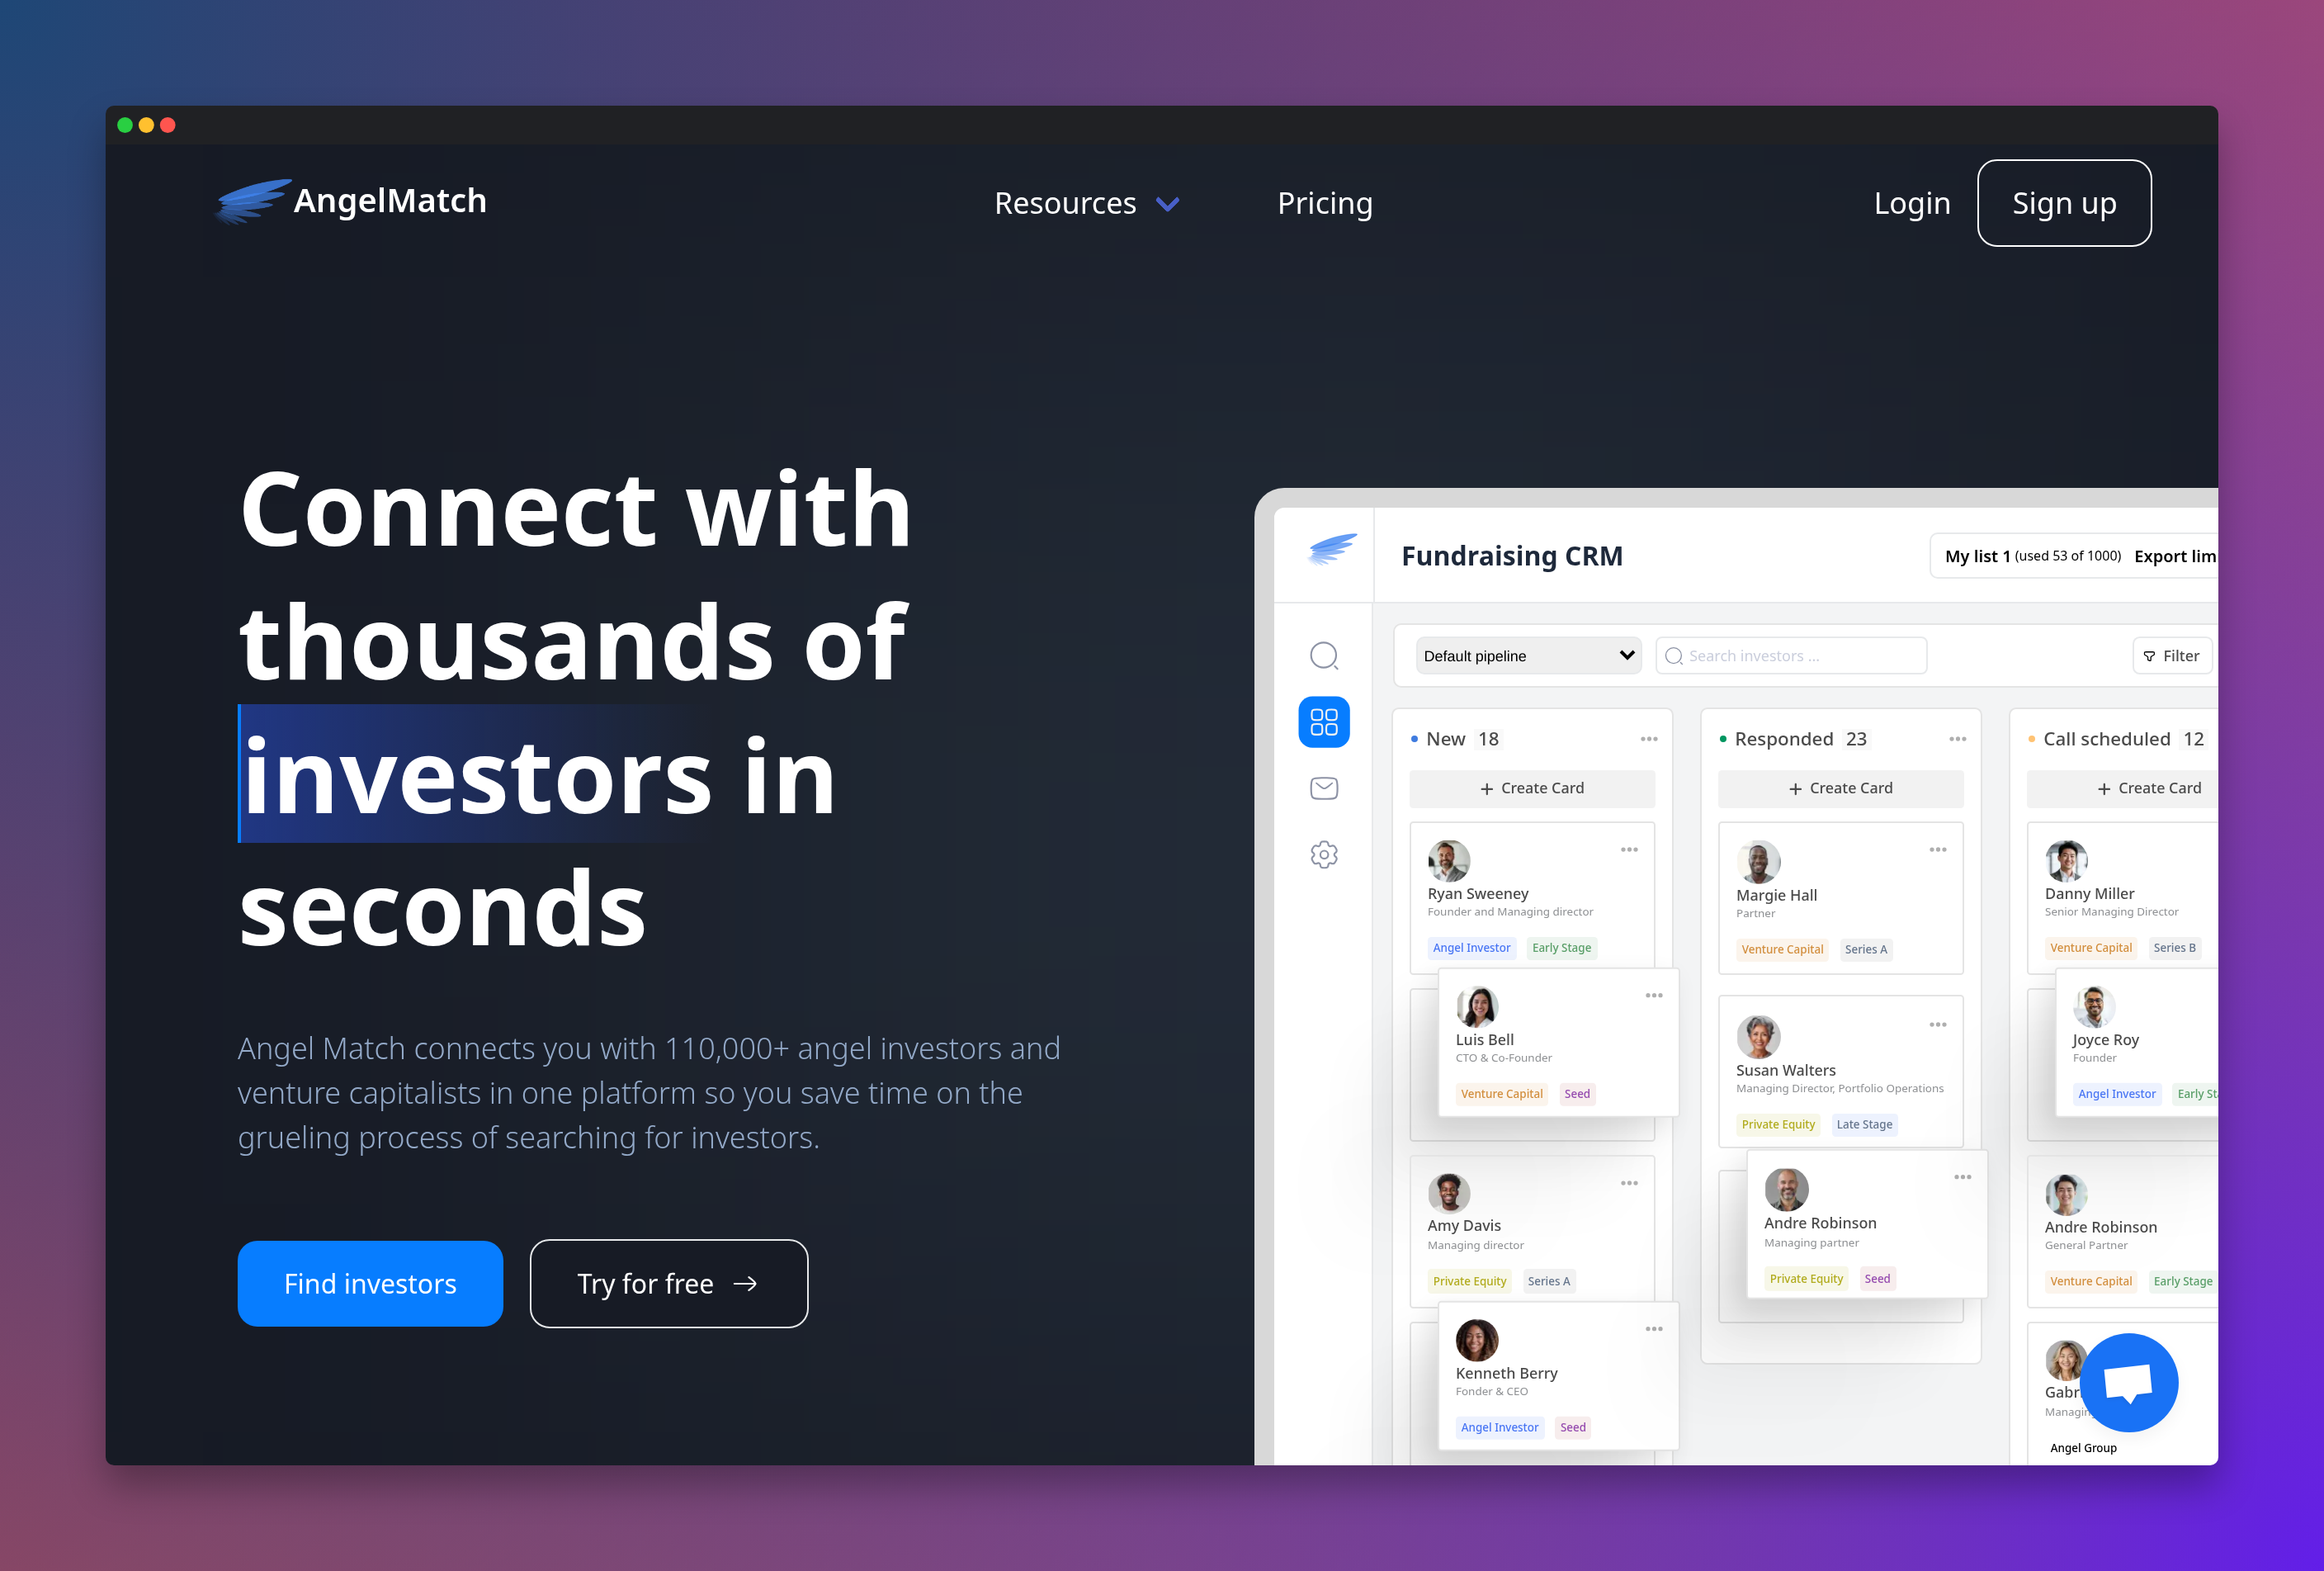 AngelMatch
Resources
Pricing
Login
Sign up
Connect with
thousands of
investors in
seconds
Angel Match connects you with 110,000+ angel investors and
venture capitalists in one platform so you save time on the
grueling process of searching for investors.
Find investors
Try for free →
Fundraising CRM
My list 1 (used 53 of 1000) Export lim
Default pipeline
Search investors ...
Filter
New 18
+ Create Card
Ryan Sweeney
Founder and Managing director
Angel Investor Early Stage
Luis Bell
CTO & Co-Founder
Venture Capital Seed
Amy Davis
Managing director
Private Equity Series A
Kenneth Berry
Fonder & CEO
Angel Investor Seed
Responded 23
+ Create Card
Margie Hall
Partner
Venture Capital Series A
Susan Walters
Managing Director, Portfolio Operations
Private Equity Late Stage
Andre Robinson
Managing partner
Private Equity Seed
Call scheduled 12
+ Create Card
Danny Miller
Senior Managing Director
Venture Capital Series B
Joyce Roy
Founder
Angel Investor Early St
Andre Robinson
General Partner
Venture Capital Early Stage
Gabr
Managin
Angel Group